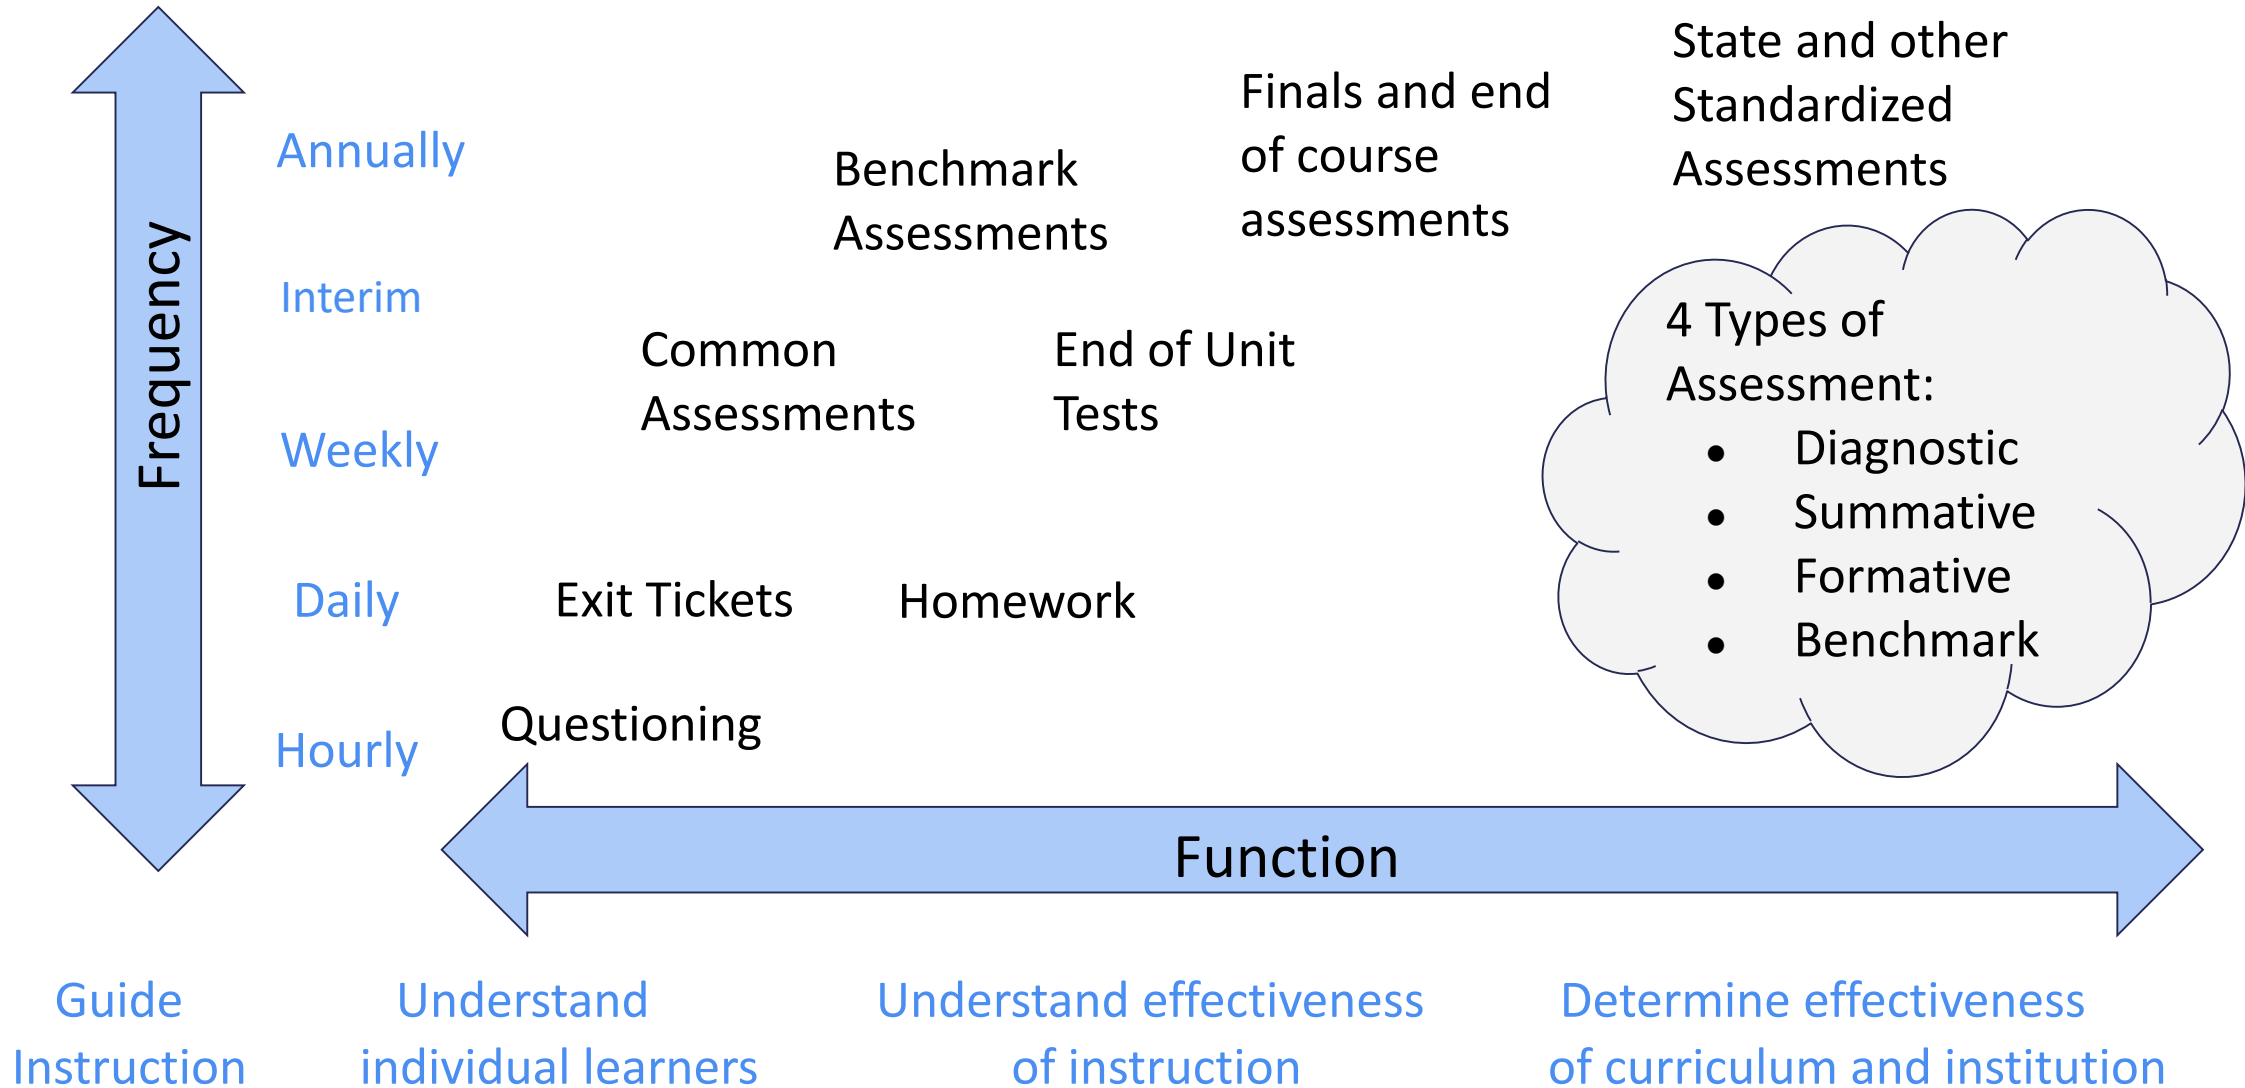 State and other
Standardized
Assessments
Finals and end
of course
assessments
Annually
Benchmark
Assessments
Frequency
Interim
Common
Assessments
End of Unit
Tests
4 Types of
Assessment:
• Diagnostic
• Summative
• Formative
• Benchmark
Weekly
Daily
Exit Tickets
Homework
Hourly
Questioning
Function
Guide
Instruction
Understand
individual learners
Understand effectiveness
of instruction
Determine effectiveness
of curriculum and institution